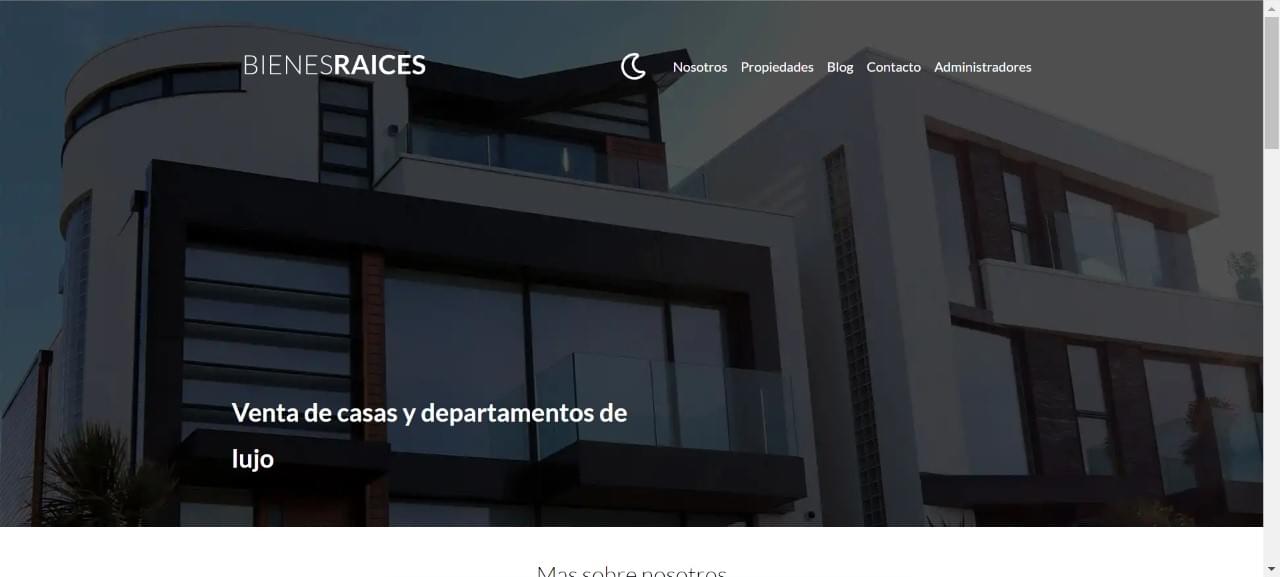 BIENESRAICES
Nosotros Propiedades Blog Contacto Administradores
Venta de casas y departamentos de
lujo
Mas sobre nosotros